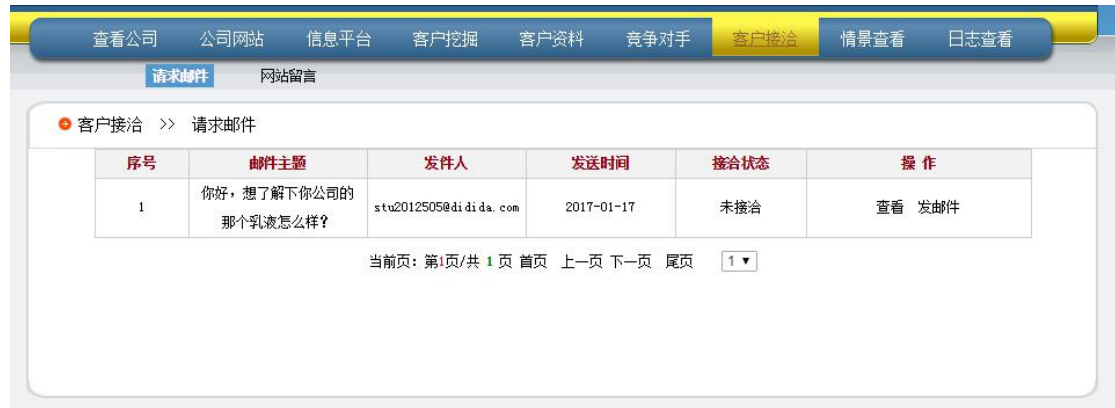 查看公司 公司网站 信息平台 客户挖掘 客户资料 竞争对手 客户接洽 情景查看 日志查看
请求邮件 网站留言
客户接洽 >> 请求邮件
序号 邮件主题 发件人 发送时间 接洽状态 操 作
1 你好，想了解下你公司的那个乳液怎么样? stu2012505@didida.com 2017-01-17 未接洽 查看 发邮件
当前页：第1页/共 1 页 首页 上一页 下一页 尾页 1